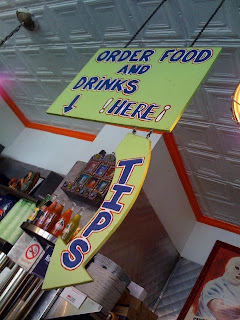 ORDER FOOD
AND
DRINKS
↓ !HERE!
TIPS